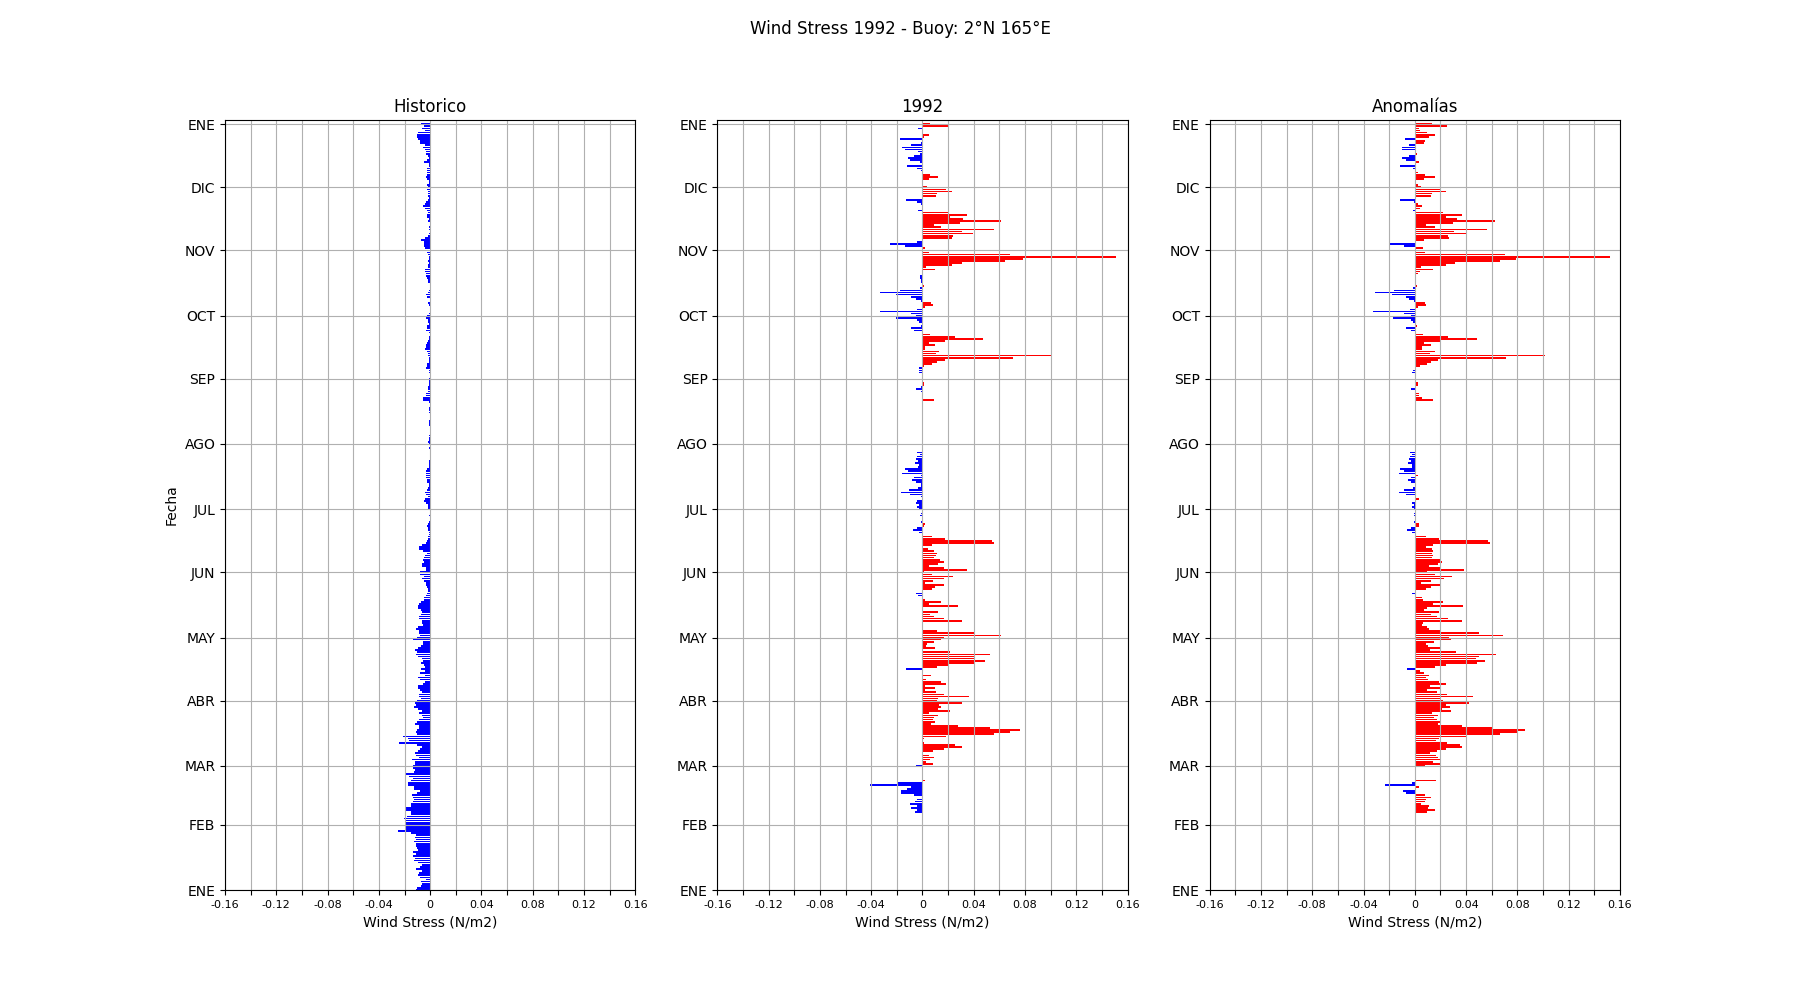 Wind Stress 1992 - Buoy: 2°N 165°E
Historico
1992
Anomalías
ENE
DIC
NOV
OCT
SEP
AGO
JUL
JUN
MAY
ABR
MAR
FEB
ENE
Fecha
-0.16 -0.12 -0.08 -0.04 0 0.04 0.08 0.12 0.16
Wind Stress (N/m2)
ENE
DIC
NOV
OCT
SEP
AGO
JUL
JUN
MAY
ABR
MAR
FEB
ENE
-0.16 -0.12 -0.08 -0.04 0 0.04 0.08 0.12 0.16
Wind Stress (N/m2)
ENE
DIC
NOV
OCT
SEP
AGO
JUL
JUN
MAY
ABR
MAR
FEB
ENE
-0.16 -0.12 -0.08 -0.04 0 0.04 0.08 0.12 0.16
Wind Stress (N/m2)